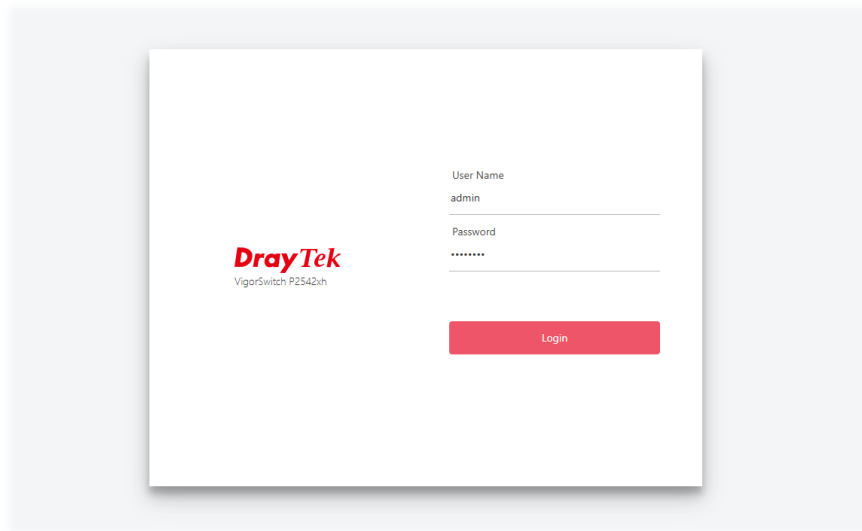 User Name
admin
Password
••••••••
DrayTek
VigorSwitch P2542xh
Login